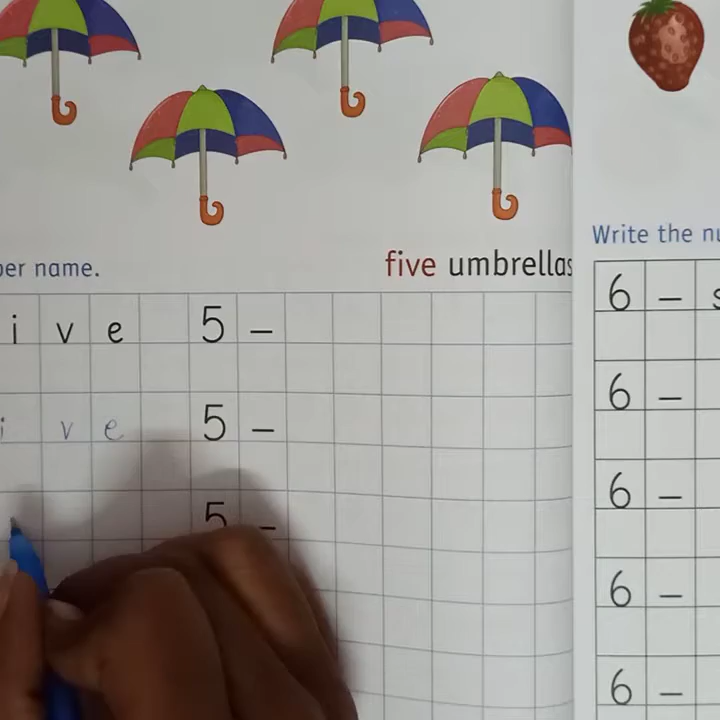 five umbrellas
per name.
i v e 5 –
i v e 5 –
5 –
Write the nu
6 – s
6 –
6 –
6 –
6 –